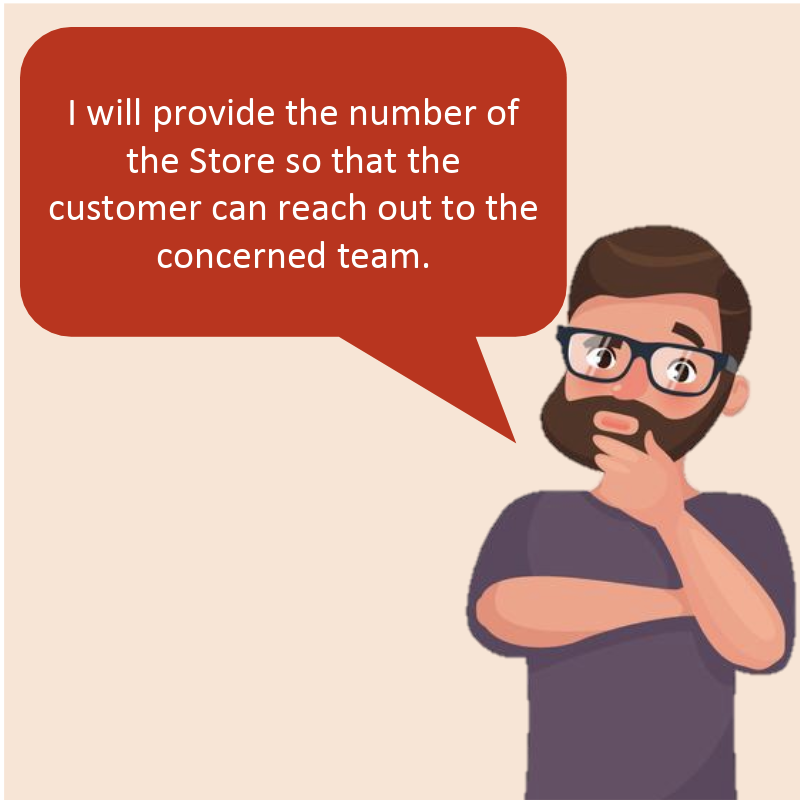 I will provide the number of
the Store so that the
customer can reach out to the
concerned team.